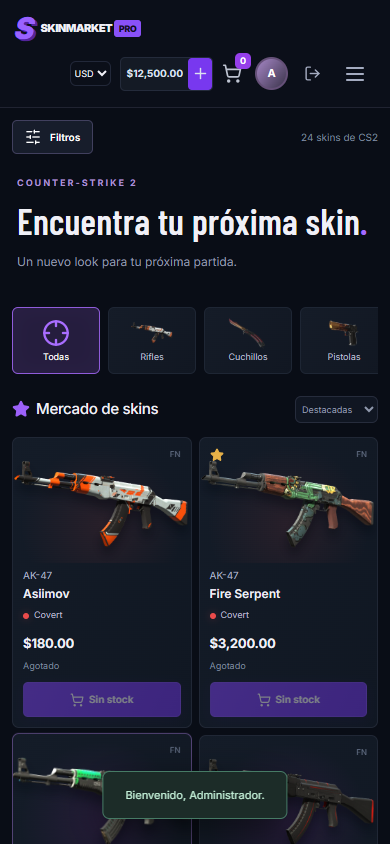 S SKINMARKET PRO
USD $12,500.00 + 0 A
Filtros
24 skins de CS2
COUNTER-STRIKE 2
Encuentra tu próxima skin.
Un nuevo look para tu próxima partida.
Todas
Rifles
Cuchillos
Pistolas
Mercado de skins
Destacadas
FN
AK-47
Asiimov
Covert
$180.00
Agotado
Sin stock
FN
AK-47
Fire Serpent
Covert
$3,200.00
Agotado
Sin stock
FN
FN
Bienvenido, Administrador.